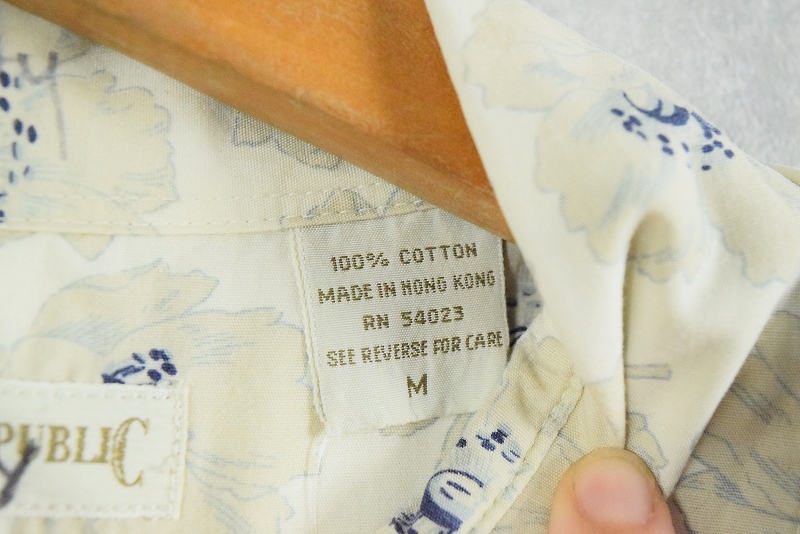 100% COTTON
MADE IN HONG KONG
RN 54023
SEE REVERSE FOR CARE
M
PUBLIC